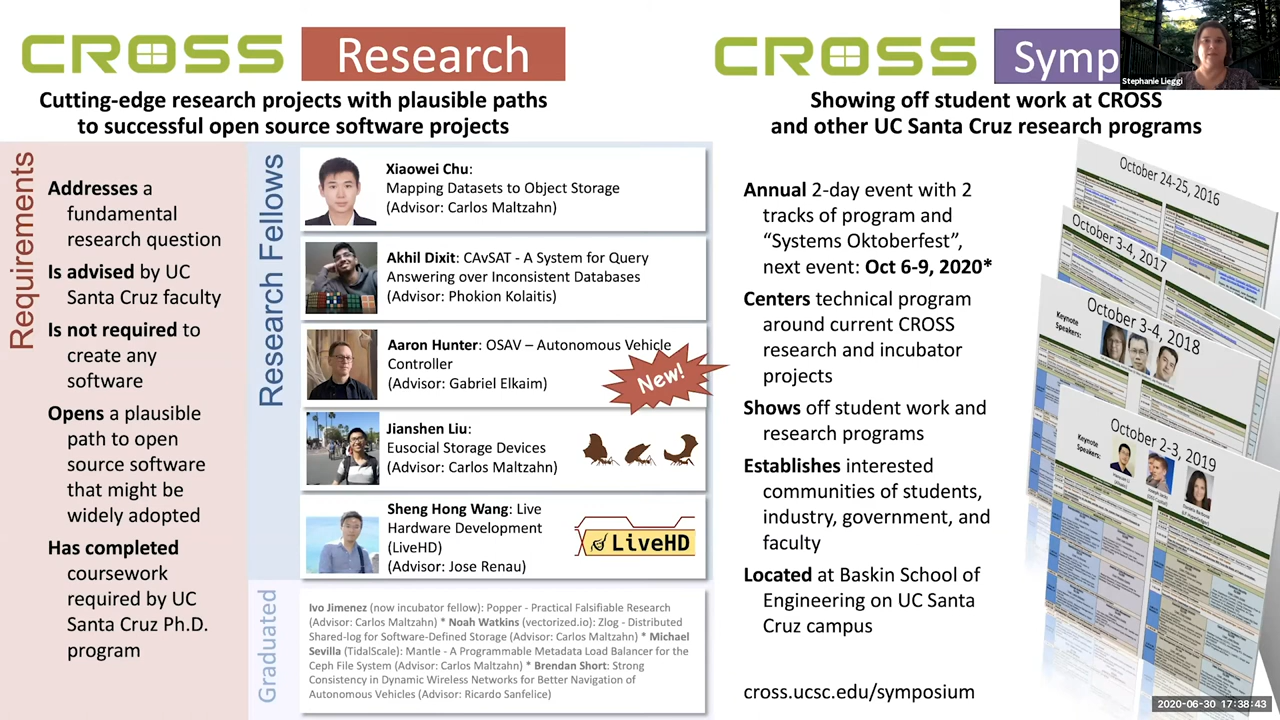 CROSS Research
Cutting-edge research projects with plausible paths
to successful open source software projects
Requirements
Addresses a
fundamental
research question
Is advised by UC
Santa Cruz faculty
Is not required to
create any
software
Opens a plausible
path to open
source software
that might be
widely adopted
Has completed
coursework
required by UC
Santa Cruz Ph.D.
program
Research Fellows
Xiaowei Chu:
Mapping Datasets to Object Storage
(Advisor: Carlos Maltzahn)
Akhil Dixit: CAvSAT - A System for Query
Answering over Inconsistent Databases
(Advisor: Phokion Kolaitis)
Aaron Hunter: OSAV – Autonomous Vehicle
Controller
(Advisor: Gabriel Elkaim)
New!
Jianshen Liu:
Eusocial Storage Devices
(Advisor: Carlos Maltzahn)
Sheng Hong Wang: Live
Hardware Development
(LiveHD)
(Advisor: Jose Renau)
LiveHD
Graduated
Ivo Jimenez (now incubator fellow): Popper - Practical Falsifiable Research
(Advisor: Carlos Maltzahn) * Noah Watkins (vectorized.io): Zlog - Distributed
Shared-log for Software-Defined Storage (Advisor: Carlos Maltzahn) * Michael
Sevilla (TidalScale): Mantle - A Programmable Metadata Load Balancer for the
Ceph File System (Advisor: Carlos Maltzahn) * Brendan Short: Strong
Consistency in Dynamic Wireless Networks for Better Navigation of
Autonomous Vehicles (Advisor: Ricardo Sanfelice)
CROSS Symp
Stephanie Lieggi
Showing off student work at CROSS
and other UC Santa Cruz research programs
Annual 2-day event with 2
tracks of program and
“Systems Oktoberfest”,
next event: Oct 6-9, 2020*
Centers technical program
around current CROSS
research and incubator
projects
Shows off student work and
research programs
Establishes interested
communities of students,
industry, government, and
faculty
Located at Baskin School of
Engineering on UC Santa
Cruz campus
cross.ucsc.edu/symposium
October 24-25, 2016
October 3-4, 2017
October 3-4, 2018
Keynote
Speakers:
October 2-3, 2019
Keynote
Speakers:
2020-06-30 17:38:43